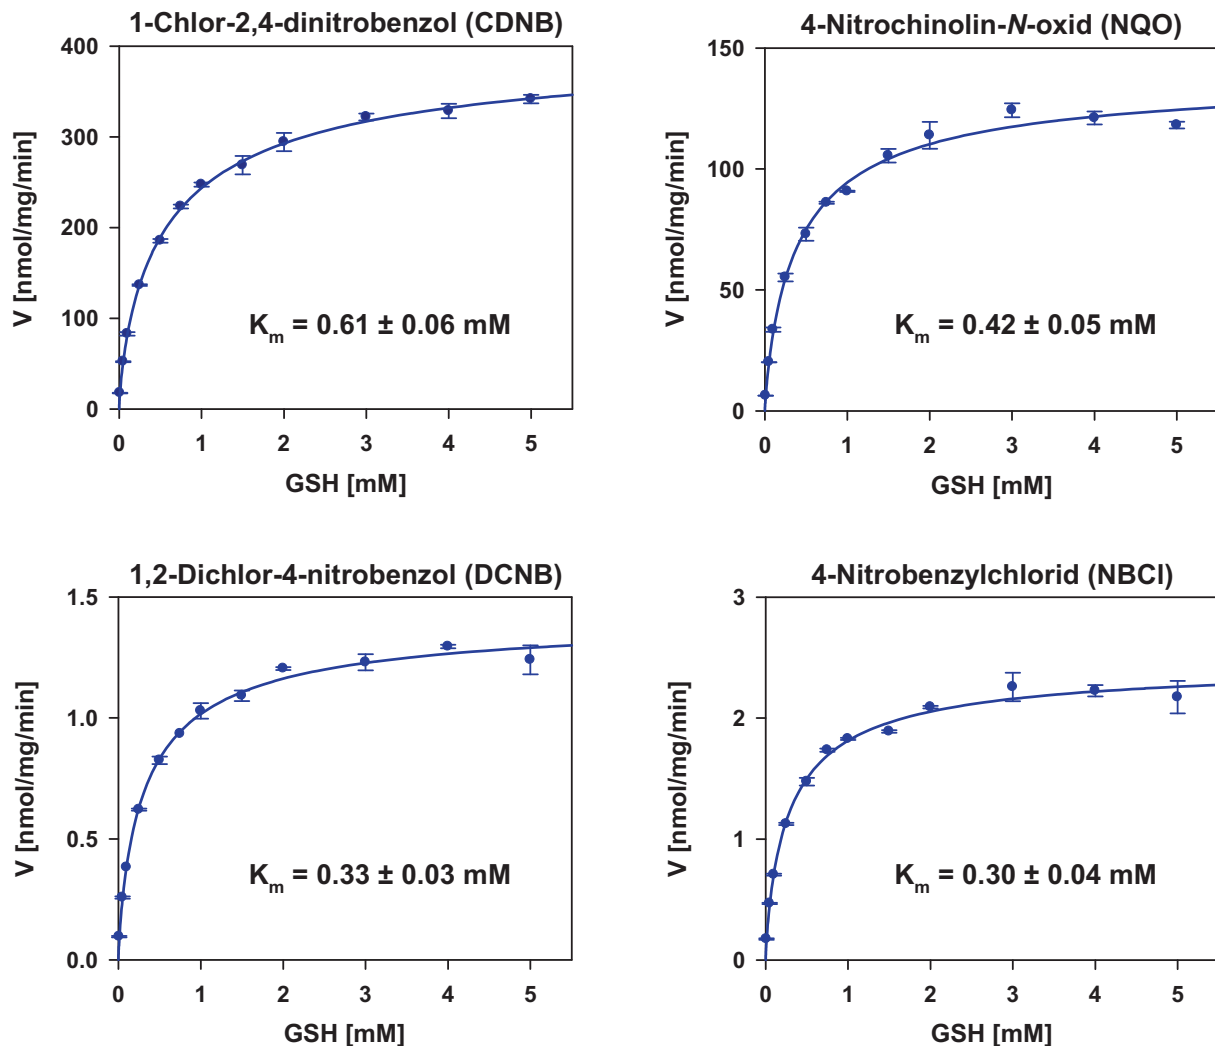 1-Chlor-2,4-dinitrobenzol (CDNB)
400
300
200
100
0
V [nmol/mg/min]
Km = 0.61 ± 0.06 mM
0 1 2 3 4 5
GSH [mM]
4-Nitrochinolin-N-oxid (NQO)
150
100
50
0
V [nmol/mg/min]
Km = 0.42 ± 0.05 mM
0 1 2 3 4 5
GSH [mM]
1,2-Dichlor-4-nitrobenzol (DCNB)
1.5
1.0
0.5
0.0
V [nmol/mg/min]
Km = 0.33 ± 0.03 mM
0 1 2 3 4 5
GSH [mM]
4-Nitrobenzylchlorid (NBCl)
3
2
1
0
V [nmol/mg/min]
Km = 0.30 ± 0.04 mM
0 1 2 3 4 5
GSH [mM]